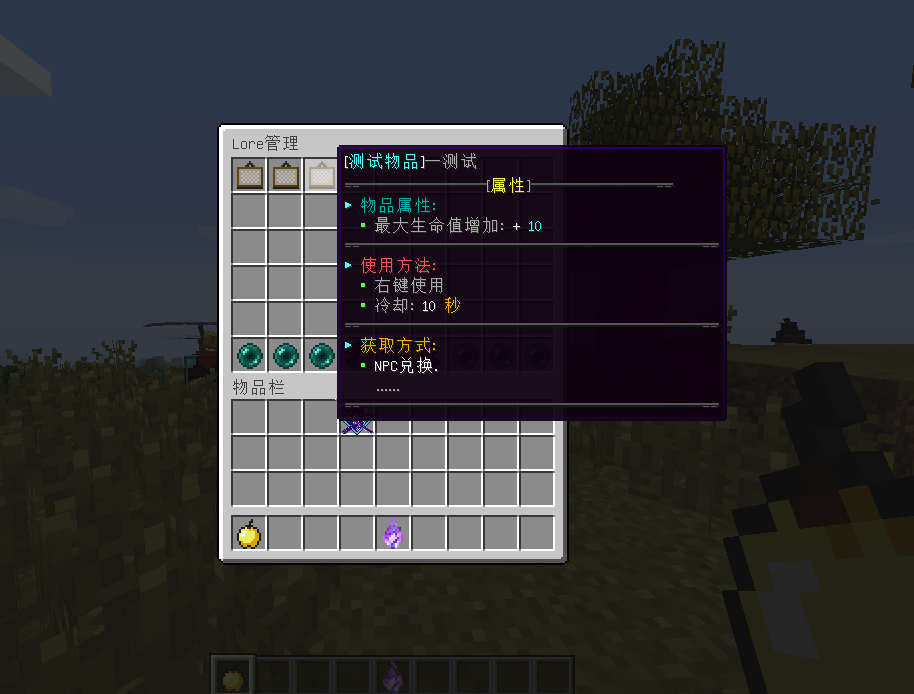 Lore管理
[测试物品]—测试
[属性]
物品属性:
最大生命值增加: + 10
使用方法:
右键使用
冷却: 10 秒
获取方式:
NPC兑换.
......
物品栏